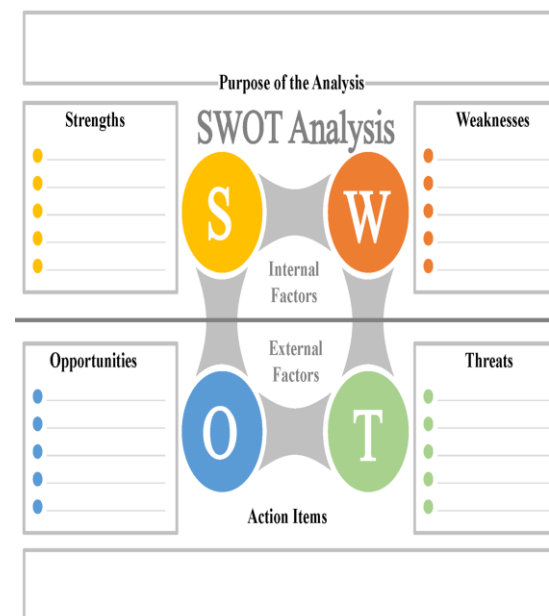 Purpose of the Analysis
Strengths
SWOT Analysis
Weaknesses
S
W
Internal
Factors
External
Factors
Opportunities
Threats
O
T
Action Items